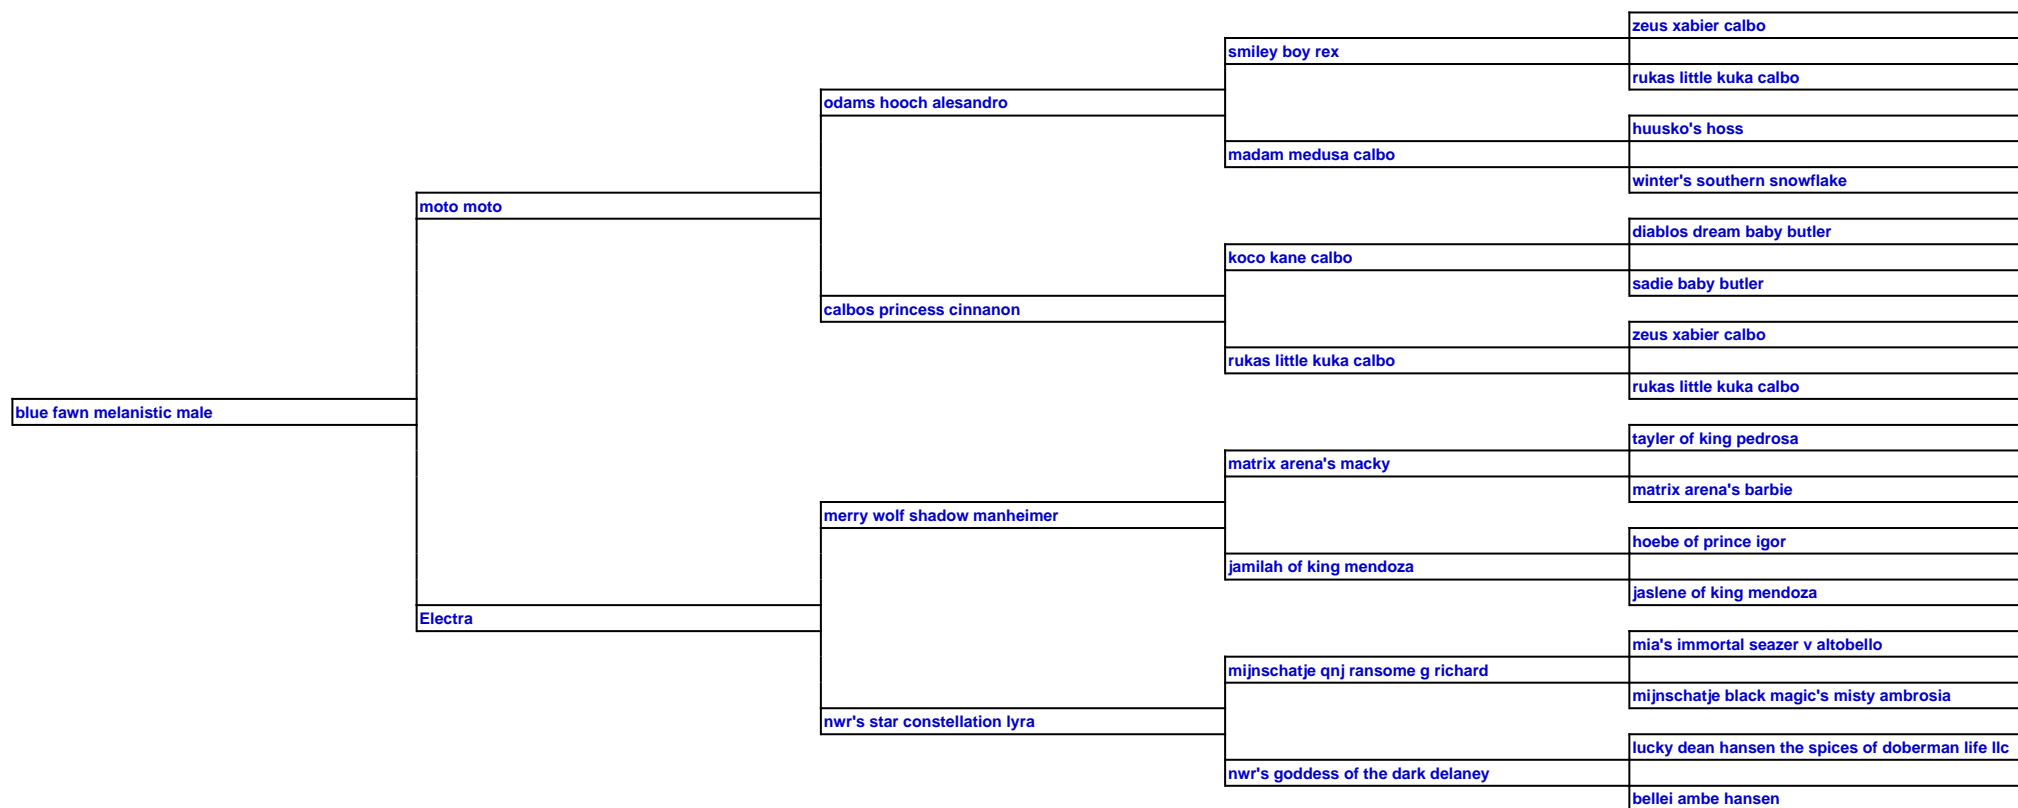 zeus xabier calbo
smiley boy rex
rukas little kuka calbo
odams hooch alesandro
huusko's hoss
madam medusa calbo
winter's southern snowflake
moto moto
diablos dream baby butler
koco kane calbo
sadie baby butler
calbos princess cinnanon
zeus xabier calbo
rukas little kuka calbo
rukas little kuka calbo
blue fawn melanistic male
tayler of king pedrosa
matrix arena's macky
matrix arena's barbie
merry wolf shadow manheimer
hoebe of prince igor
jamilah of king mendoza
jaslene of king mendoza
Electra
mia's immortal seazer v altobello
mijnschatje qnj ransome g richard
mijnschatje black magic's misty ambrosia
nwr's star constellation lyra
lucky dean hansen the spices of doberman life llc
nwr's goddess of the dark delaney
bellei ambe hansen